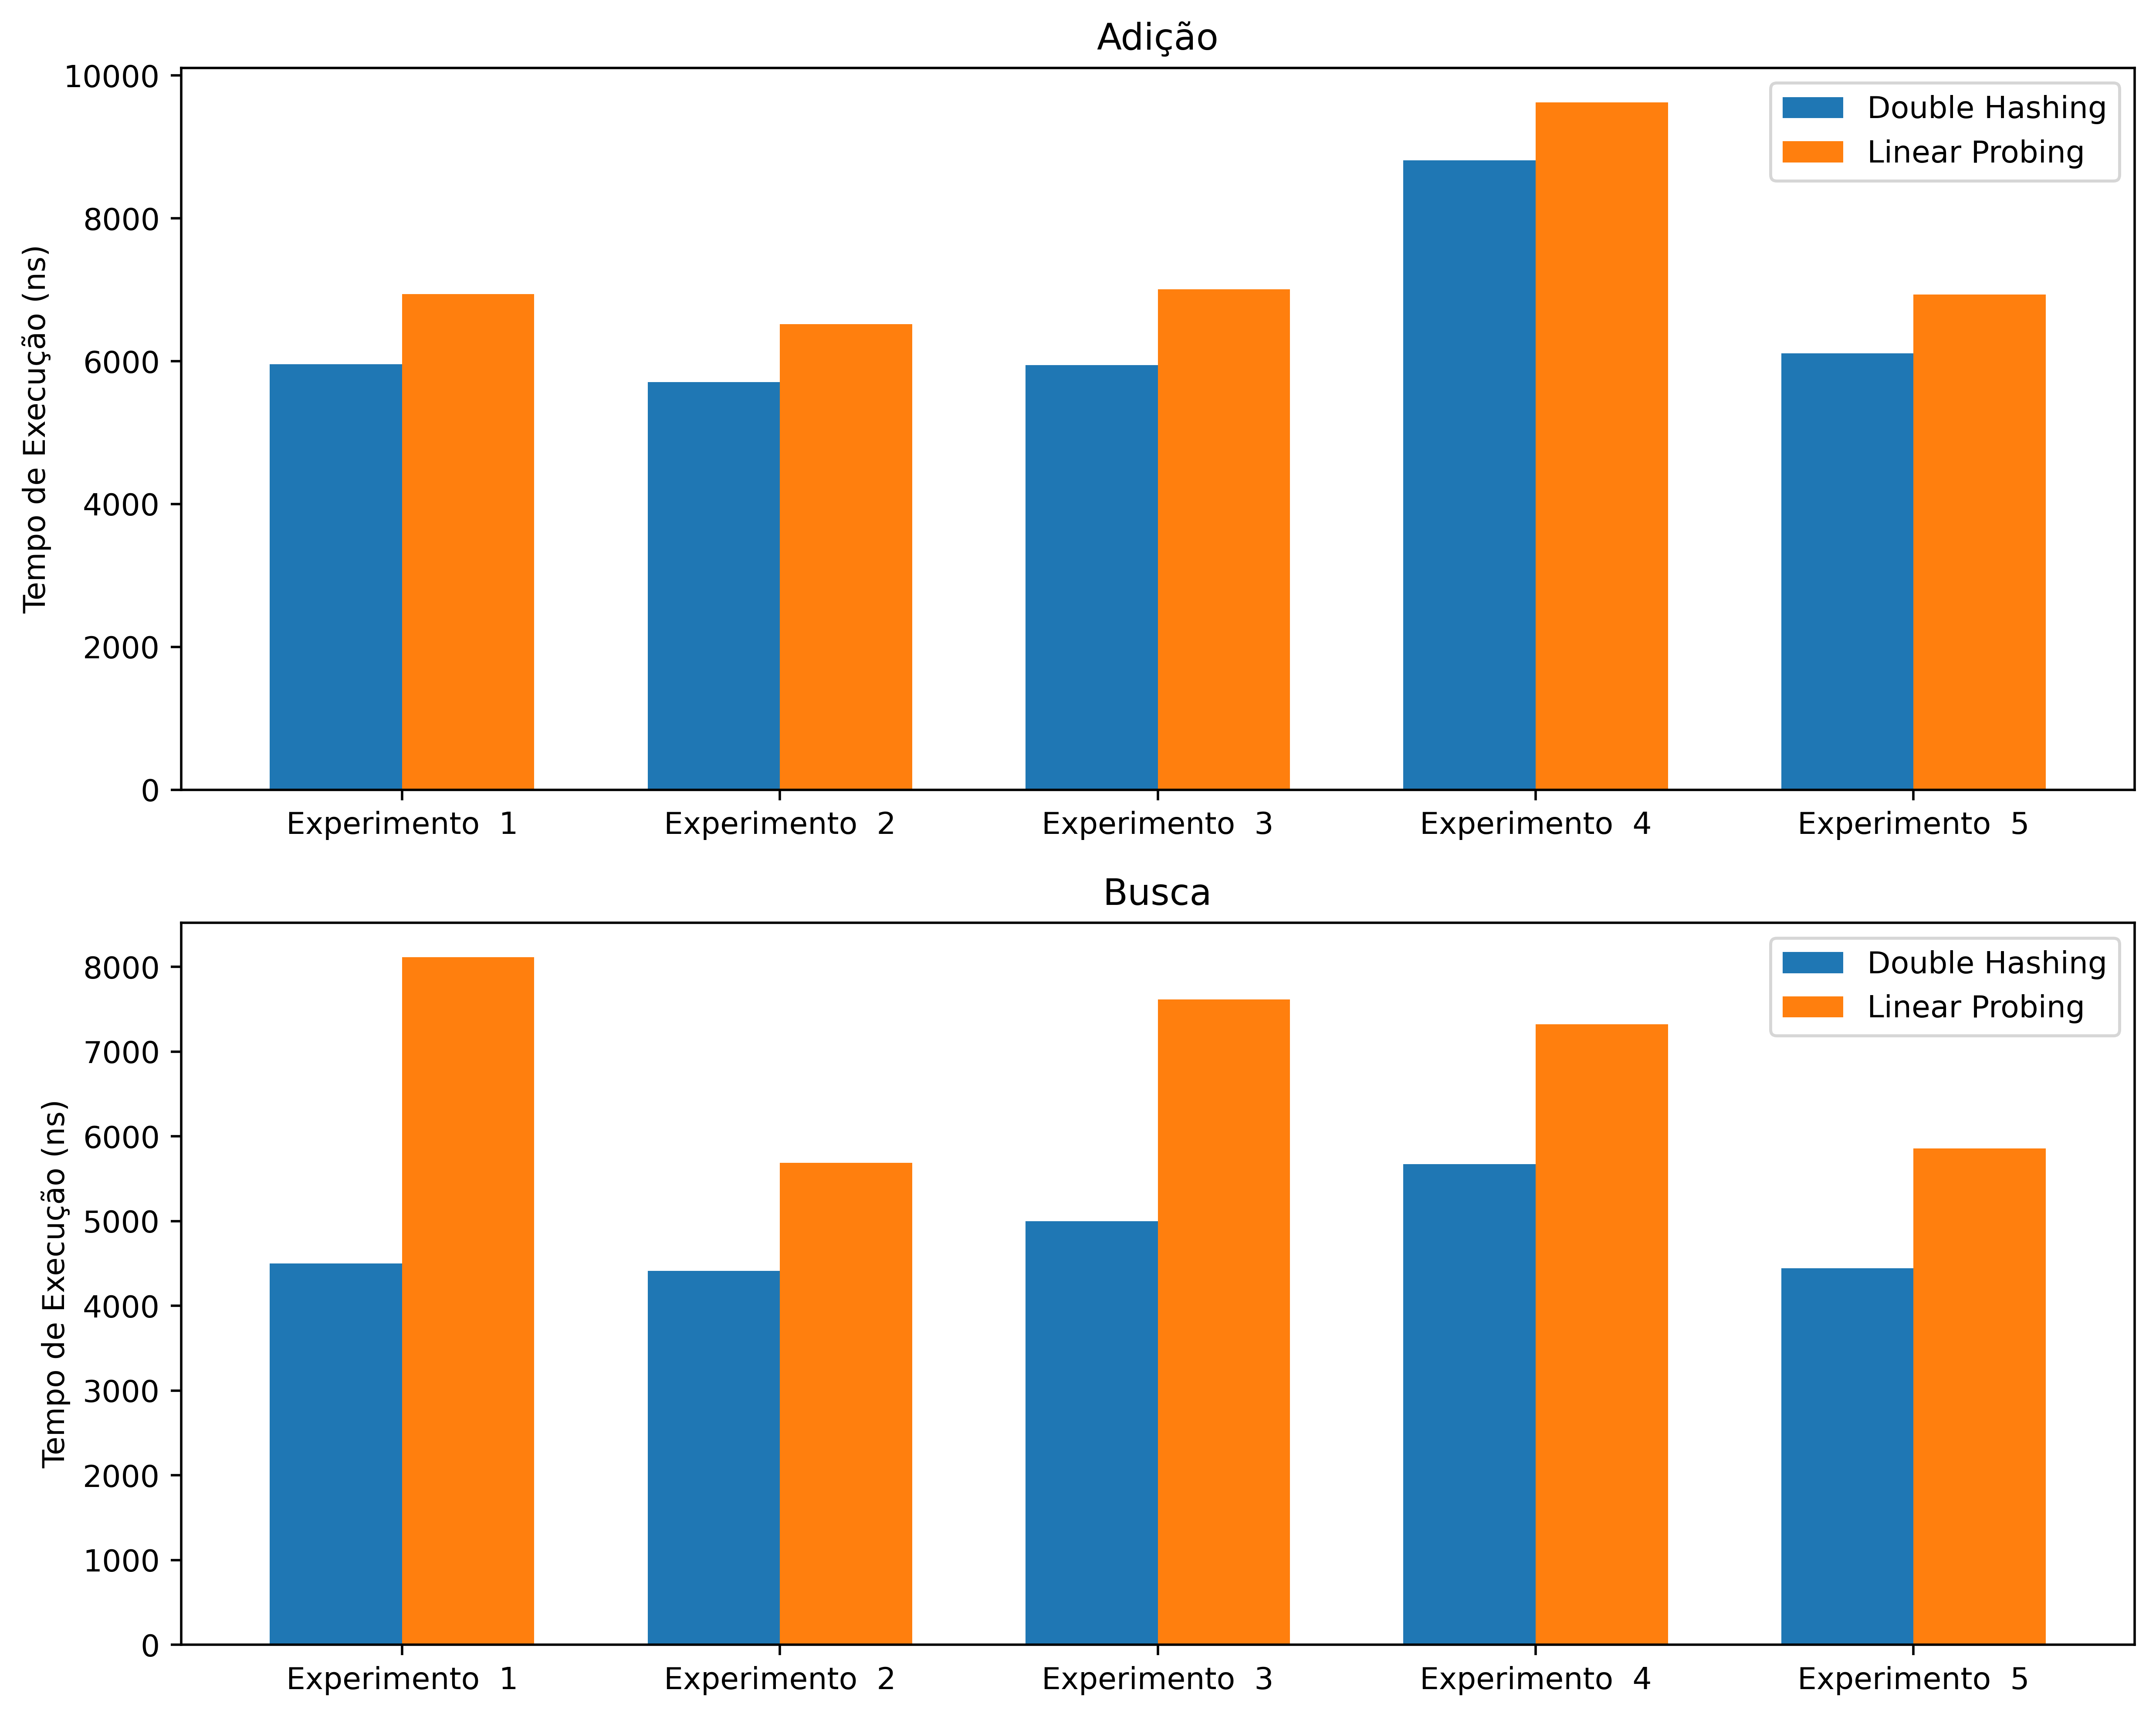 Adição
Tempo de Execução (ns)
10000
8000
6000
4000
2000
0
Double Hashing
Linear Probing
Experimento 1
Experimento 2
Experimento 3
Experimento 4
Experimento 5
Busca
Tempo de Execução (ns)
8000
7000
6000
5000
4000
3000
2000
1000
0
Double Hashing
Linear Probing
Experimento 1
Experimento 2
Experimento 3
Experimento 4
Experimento 5